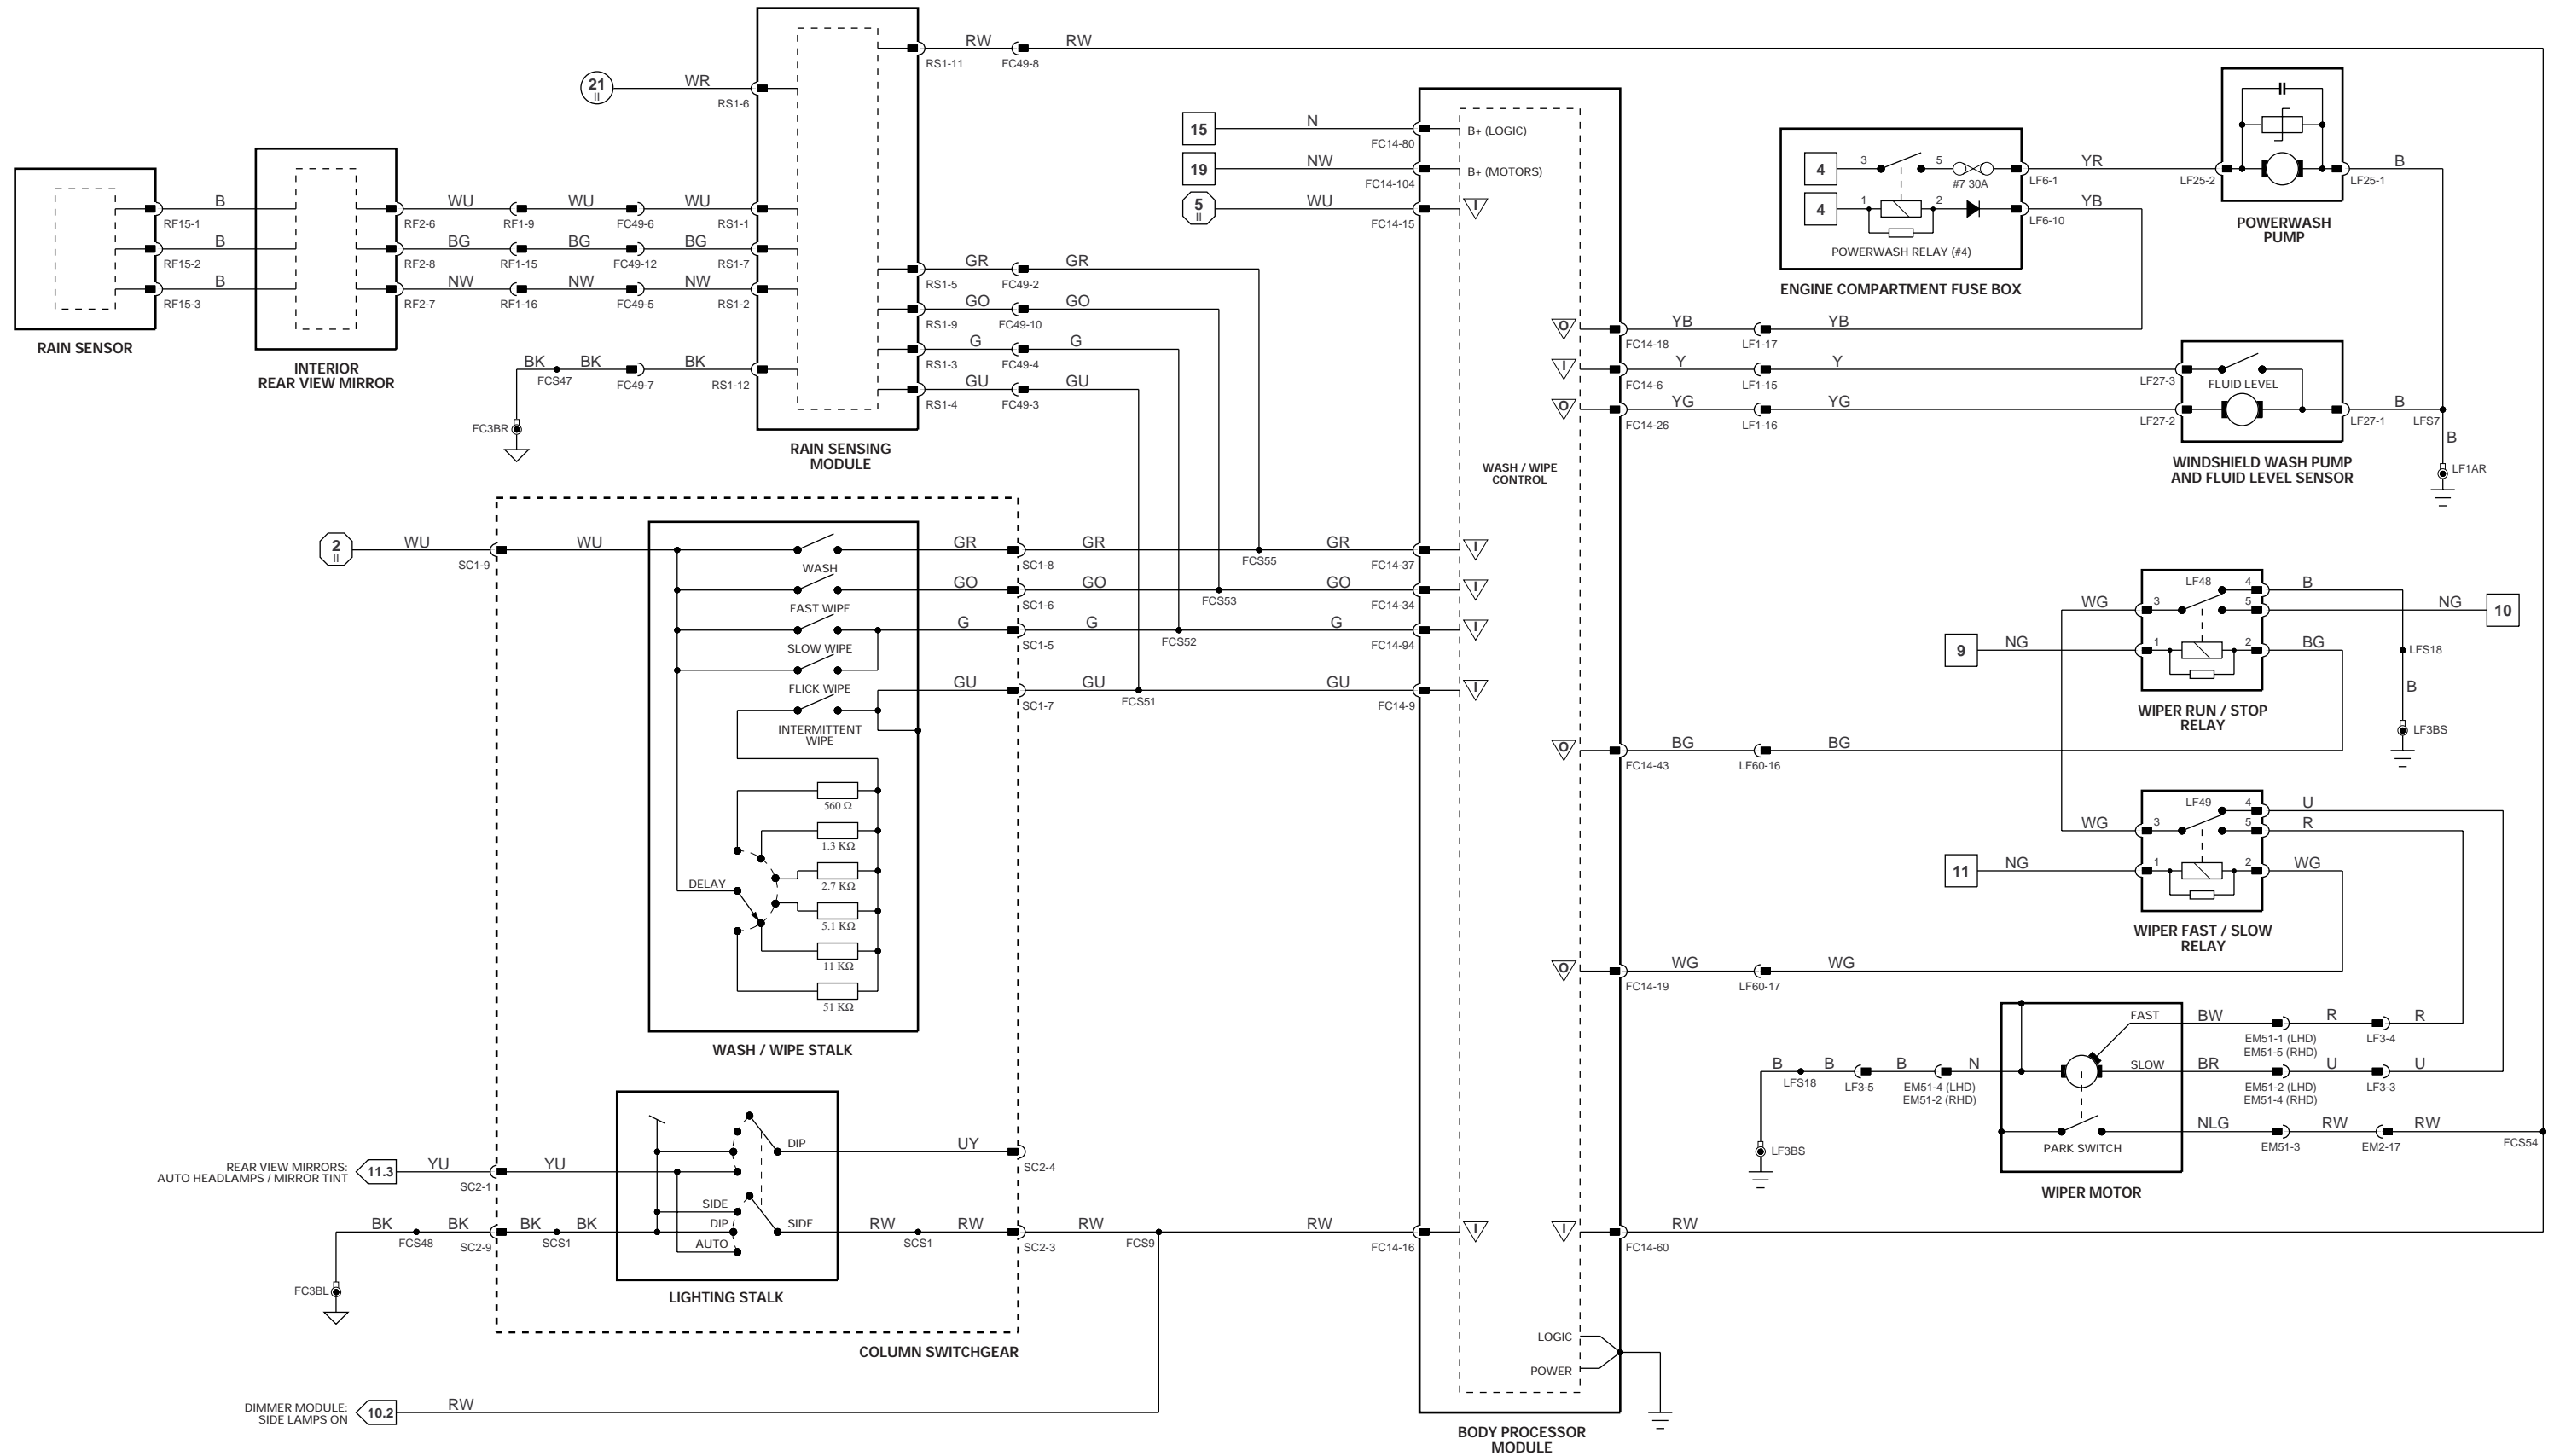 RW
RW
RS1-11
FC49-8
21
II
WR
RS1-6
15
N
FC14-80
B+ (LOGIC)
19
NW
FC14-104
B+ (MOTORS)
5
II
WU
FC14-15
I
4
3
5
#7 30A
LF6-1
YR
LF25-2
B
LF25-1
4
1
2
LF6-10
YB
POWERWASH RELAY (#4)
ENGINE COMPARTMENT FUSE BOX
POWERWASH
PUMP
B
RF15-1
WU
WU
WU
RF2-6
RF1-9
FC49-6
RS1-1
B
RF15-2
BG
BG
BG
RF2-8
RF1-15
FC49-12
RS1-7
B
RF15-3
NW
NW
NW
RF2-7
RF1-16
FC49-5
RS1-2
RAIN SENSOR
INTERIOR
REAR VIEW MIRROR
GR
GR
RS1-5
FC49-2
GO
GO
RS1-9
FC49-10
G
G
RS1-3
FC49-4
GU
GU
RS1-4
FC49-3
BK
BK
BK
FCS47
FC49-7
RS1-12
FC3BR
RAIN SENSING
MODULE
O
YB
YB
FC14-18
LF1-17
I
Y
Y
FC14-6
LF1-15
LF27-3
FLUID LEVEL
O
YG
YG
FC14-26
LF1-16
LF27-2
B
LF27-1
LFS7
B
LF1AR
WINDSHIELD WASH PUMP
AND FLUID LEVEL SENSOR
WASH / WIPE
CONTROL
2
II
WU
WU
SC1-9
WASH
GR
GR
GR
SC1-8
FCS55
FC14-37
I
FAST WIPE
GO
GO
GO
SC1-6
FCS53
FC14-34
I
SLOW WIPE
G
G
G
SC1-5
FCS52
FC14-94
I
FLICK WIPE
GU
GU
GU
SC1-7
FCS51
FC14-9
I
INTERMITTENT
WIPE
560 Ω
1.3 KΩ
2.7 KΩ
DELAY
5.1 KΩ
11 KΩ
51 KΩ
WASH / WIPE STALK
LF48
4
B
WG
3
5
NG
10
9
NG
1
2
BG
LFS18
B
LF3BS
WIPER RUN / STOP
RELAY
O
BG
BG
FC14-43
LF60-16
LF49
4
U
WG
3
5
R
11
NG
1
2
WG
WIPER FAST / SLOW
RELAY
O
WG
WG
FC14-19
LF60-17
FAST
BW
R
R
EM51-1 (LHD)
EM51-5 (RHD)
LF3-4
B
B
B
N
LFS18
LF3-5
EM51-4 (LHD)
EM51-2 (RHD)
SLOW
BR
U
U
EM51-2 (LHD)
EM51-4 (RHD)
LF3-3
LF3BS
PARK SWITCH
NLG
RW
RW
EM51-3
EM2-17
FCS54
WIPER MOTOR
REAR VIEW MIRRORS:
AUTO HEADLAMPS / MIRROR TINT
11.3
YU
YU
SC2-1
DIP
UY
SC2-4
SIDE
DIP
AUTO
SIDE
BK
BK
BK
BK
FCS48
SC2-9
SCS1
RW
RW
RW
RW
SCS1
SC2-3
FCS9
FC14-16
I
I
RW
FC14-60
FC3BL
LIGHTING STALK
COLUMN SWITCHGEAR
LOGIC
POWER
DIMMER MODULE:
SIDE LAMPS ON
10.2
RW
BODY PROCESSOR
MODULE